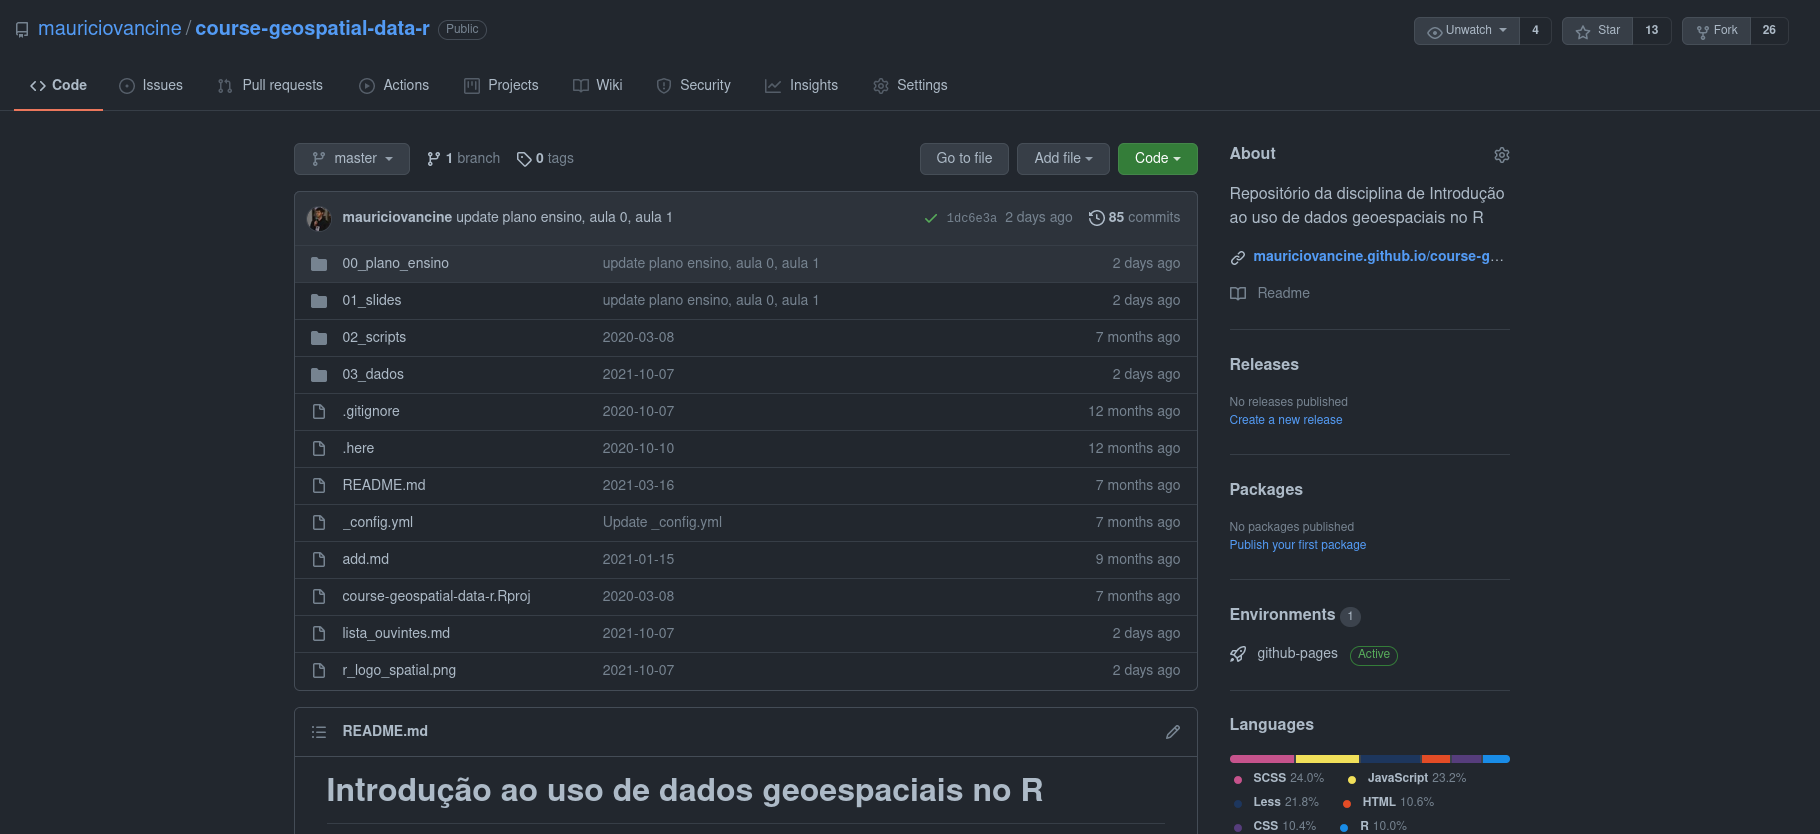 mauriciovancine / course-geospatial-data-r Public
Unwatch 4 Star 13 Fork 26
Code Issues Pull requests Actions Projects Wiki Security Insights Settings
master 1 branch 0 tags Go to file Add file Code
mauriciovancine update plano ensino, aula 0, aula 1 1dc6e3a 2 days ago 85 commits
00_plano_ensino update plano ensino, aula 0, aula 1 2 days ago
01_slides update plano ensino, aula 0, aula 1 2 days ago
02_scripts 2020-03-08 7 months ago
03_dados 2021-10-07 2 days ago
.gitignore 2020-10-07 12 months ago
.here 2020-10-10 12 months ago
README.md 2021-03-16 7 months ago
_config.yml Update _config.yml 7 months ago
add.md 2021-01-15 9 months ago
course-geospatial-data-r.Rproj 2020-03-08 7 months ago
lista_ouvintes.md 2021-10-07 2 days ago
r_logo_spatial.png 2021-10-07 2 days ago
README.md
Introdução ao uso de dados geoespaciais no R
About
Repositório da disciplina de Introdução
ao uso de dados geoespaciais no R
mauriciovancine.github.io/course-g...
Readme
Releases
No releases published
Create a new release
Packages
No packages published
Publish your first package
Environments 1
github-pages Active
Languages
SCSS 24.0% JavaScript 23.2%
Less 21.8% HTML 10.6%
CSS 10.4% R 10.0%